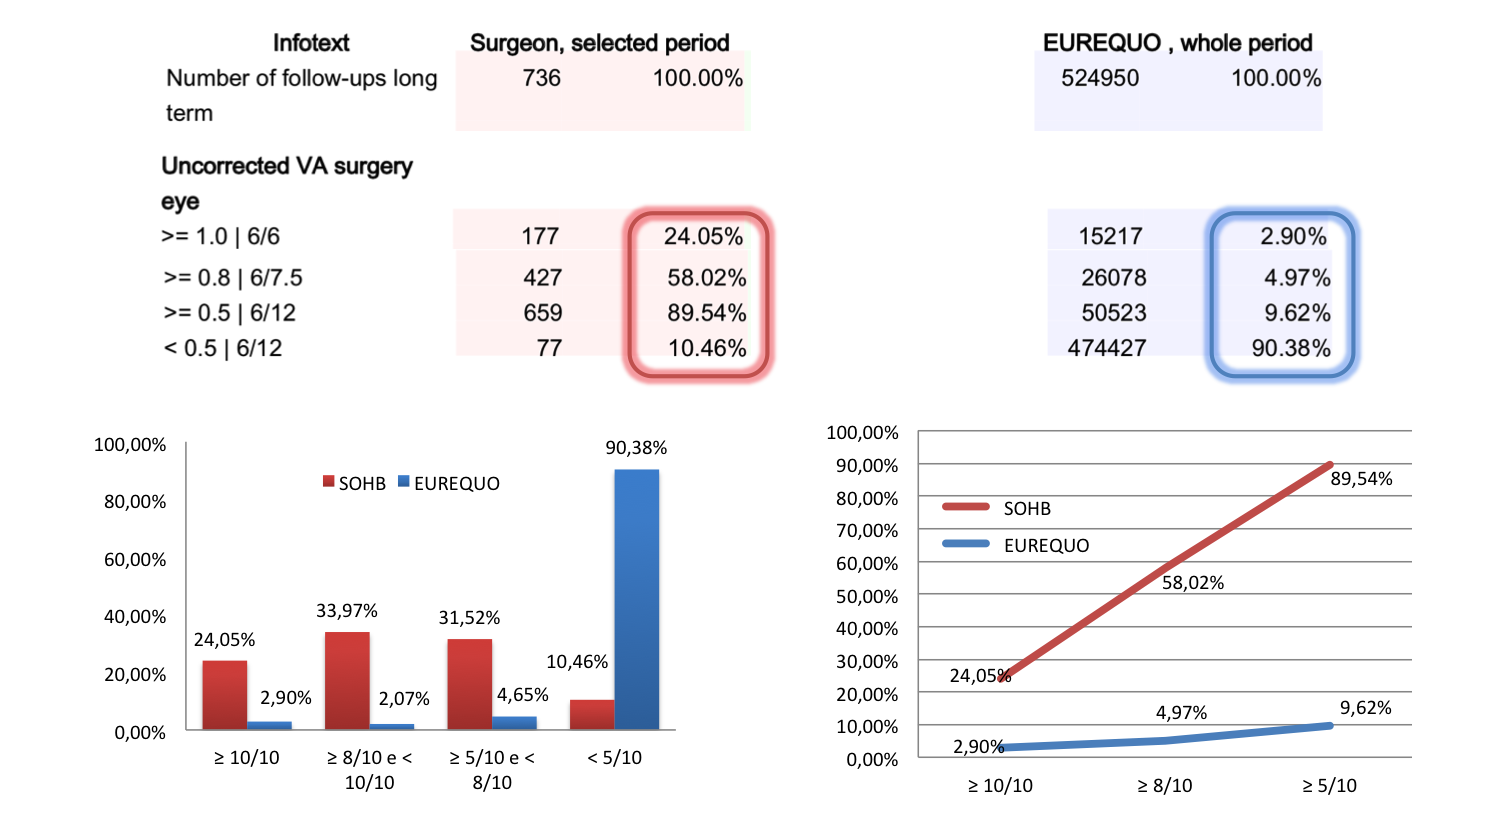 Infotext Surgeon, selected period EUREQUO , whole period
Number of follow-ups long 736 100.00% 524950 100.00%
term
Uncorrected VA surgery
eye
>= 1.0 | 6/6 177 24.05% 15217 2.90%
>= 0.8 | 6/7.5 427 58.02% 26078 4.97%
>= 0.5 | 6/12 659 89.54% 50523 9.62%
< 0.5 | 6/12 77 10.46% 474427 90.38%
100,00%
80,00%
60,00%
40,00%
20,00%
0,00%
SOHB EUREQUO
24,05%
2,90%
33,97%
2,07%
31,52%
4,65%
10,46%
90,38%
≥ 10/10
≥ 8/10 e <
10/10
≥ 5/10 e <
8/10
< 5/10
100,00%
90,00%
80,00%
70,00%
60,00%
50,00%
40,00%
30,00%
20,00%
10,00%
0,00%
SOHB
EUREQUO
24,05%
58,02%
89,54%
2,90%
4,97%
9,62%
≥ 10/10
≥ 8/10
≥ 5/10